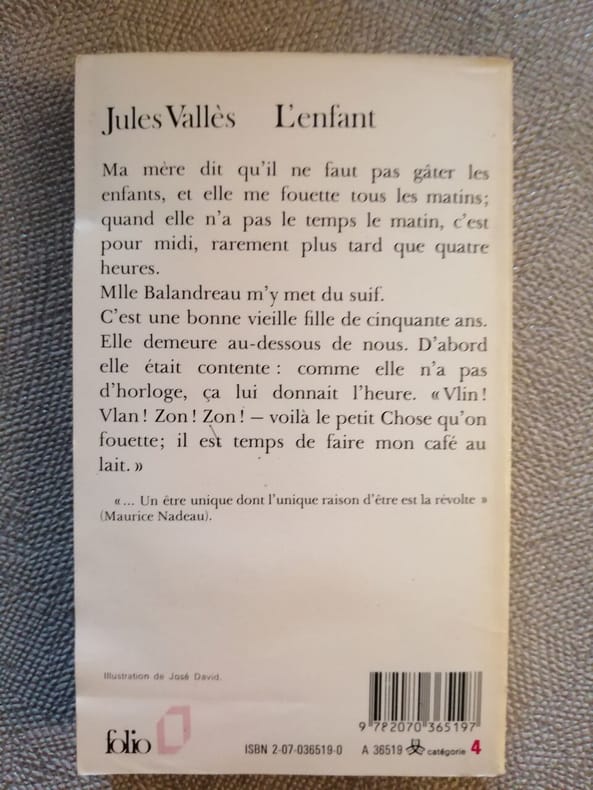 Jules Vallès L'enfant
Ma mère dit qu'il ne faut pas gâter les
enfants, et elle me fouette tous les matins;
quand elle n'a pas le temps le matin, c'est
pour midi, rarement plus tard que quatre
heures.
Mlle Balandreau m'y met du suif.
C'est une bonne vieille fille de cinquante ans.
Elle demeure au-dessous de nous. D'abord
elle était contente : comme elle n'a pas
d'horloge, ça lui donnait l'heure. « Vlin !
Vlan ! Zon ! Zon ! – voilà le petit Chose qu'on
fouette; il est temps de faire mon café au
lait. »
« ... Un être unique dont l'unique raison d'être est la révolte »
(Maurice Nadeau).
Illustration de José David.
9 782070 365197
folio ISBN 2-07-036519-0 A 36519 catégorie 4